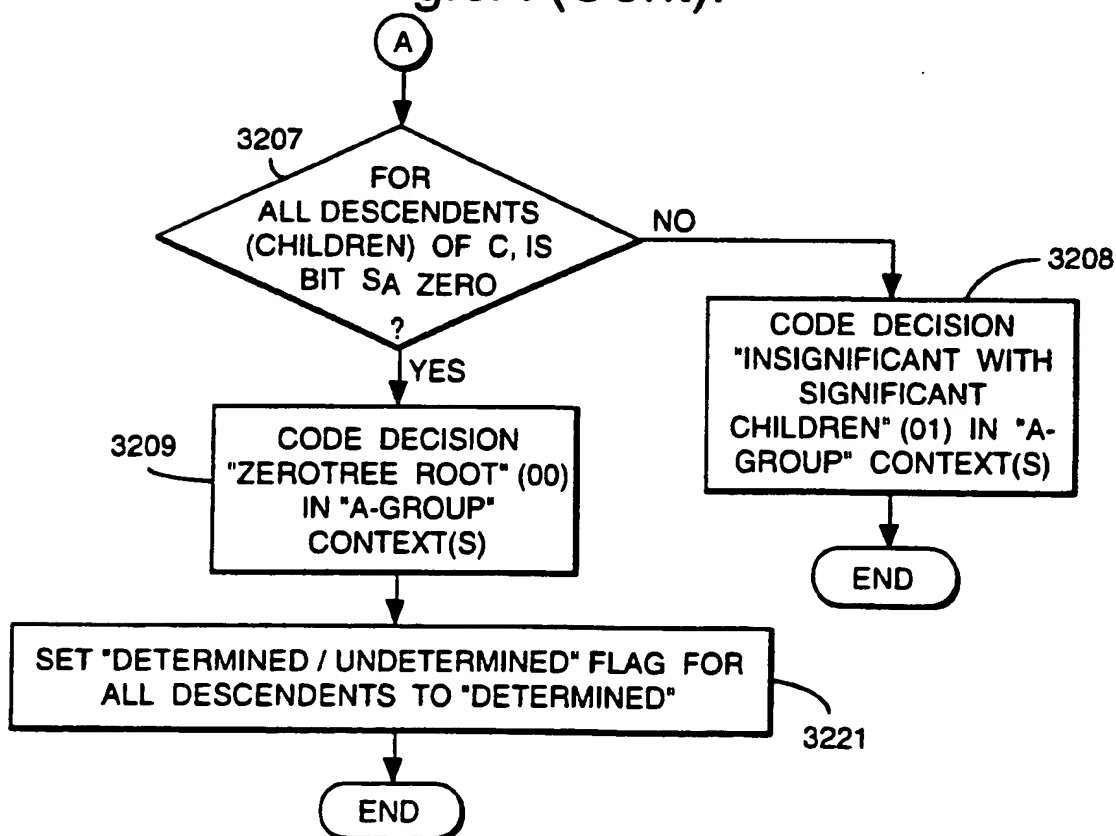 (Cont).
A
3207
FOR
ALL DESCENDENTS
(CHILDREN) OF C, IS
BIT SA ZERO
?
NO
YES
3208
CODE DECISION
"INSIGNIFICANT WITH
SIGNIFICANT
CHILDREN" (01) IN "A-
GROUP" CONTEXT(S)
END
3209
CODE DECISION
"ZEROTREE ROOT" (00)
IN "A-GROUP"
CONTEXT(S)
SET "DETERMINED / UNDETERMINED" FLAG FOR
ALL DESCENDENTS TO "DETERMINED"
3221
END